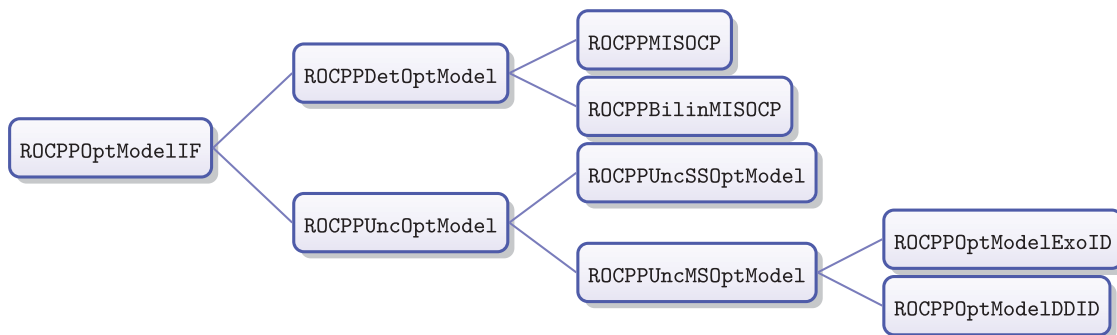 ROCPPOptModelIF
ROCPPDetOptModel
ROCPPMISOCP
ROCPPBilinMISOCP
ROCPPUncOptModel
ROCPPUncSSOptModel
ROCPPUncMSOptModel
ROCPPOptModelExoID
ROCPPOptModelDDID